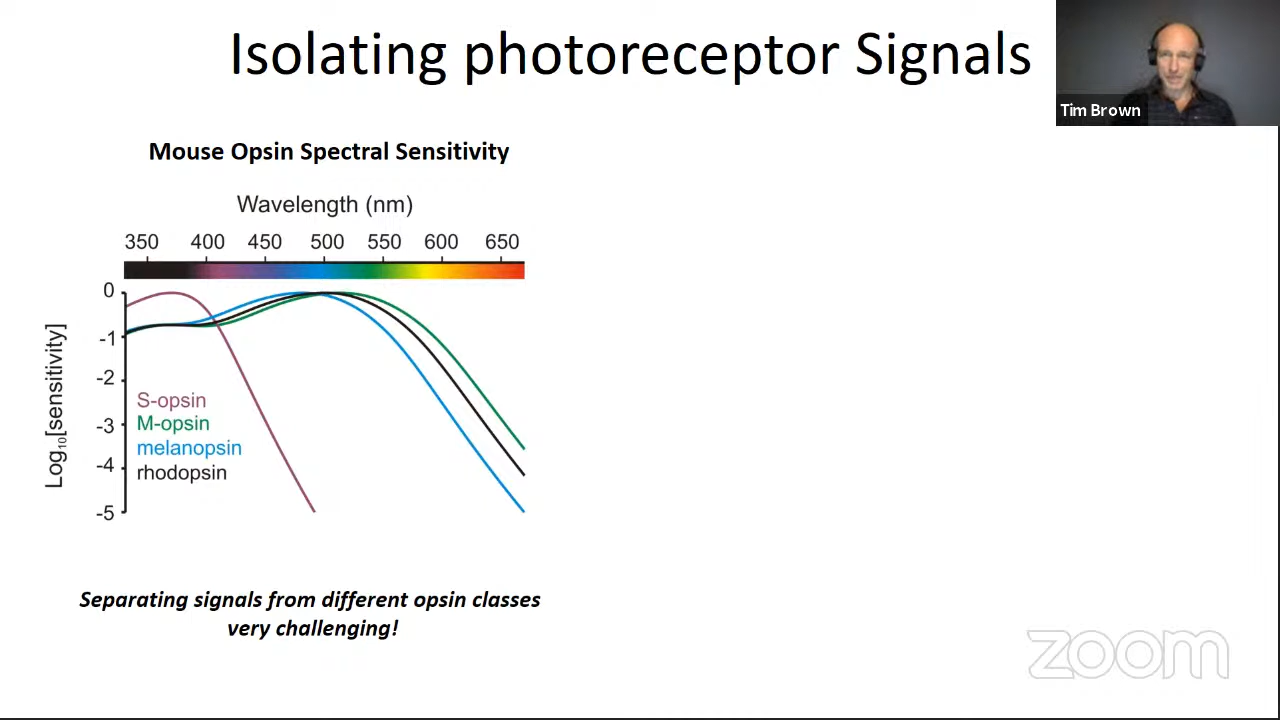 Isolating photoreceptor Signals
Tim Brown
Mouse Opsin Spectral Sensitivity
Wavelength (nm)
350 400 450 500 550 600 650
0
-1
-2
-3
-4
-5
Log10[sensitivity]
S-opsin
M-opsin
melanopsin
rhodopsin
Separating signals from different opsin classes
very challenging!
zoom